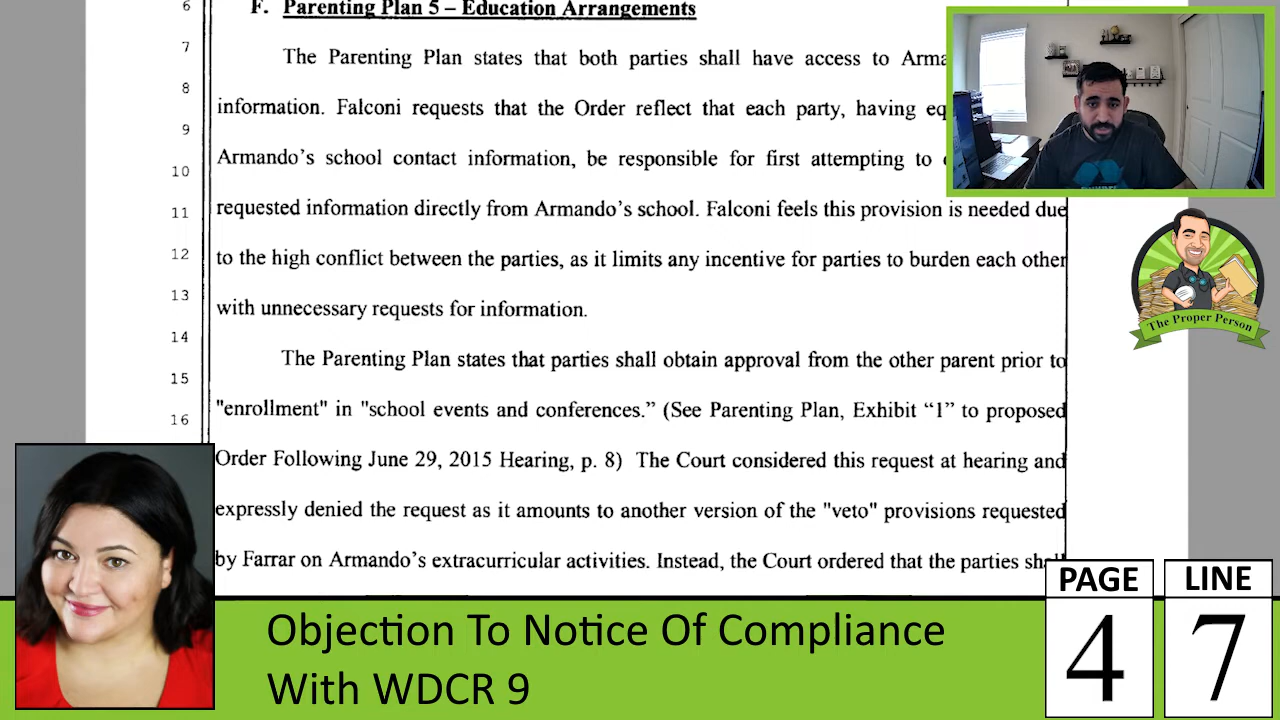 6 F. Parenting Plan 5 – Education Arrangements
7 The Parenting Plan states that both parties shall have access to
8 information. Falconi requests that the Order reflect that each party, having
9
10 Armando's school contact information, be responsible for first attempting to
11 requested information directly from Armando's school. Falconi feels this provision is needed due
12 to the high conflict between the parties, as it limits any incentive for parties to burden each other
13 with unnecessary requests for information.
14
15 The Parenting Plan states that parties shall obtain approval from the other parent prior to
16 "enrollment" in "school events and conferences." (See Parenting Plan, Exhibit "1" to proposed
Order Following June 29, 2015 Hearing, p. 8) The Court considered this request at hearing and
expressly denied the request as it amounts to another version of the "veto" provisions requested
by Farrar on Armando's extracurricular activities. Instead, the Court ordered that the parties shall
The Proper Person
Objection To Notice Of Compliance
With WDCR 9
PAGE
4
LINE
7